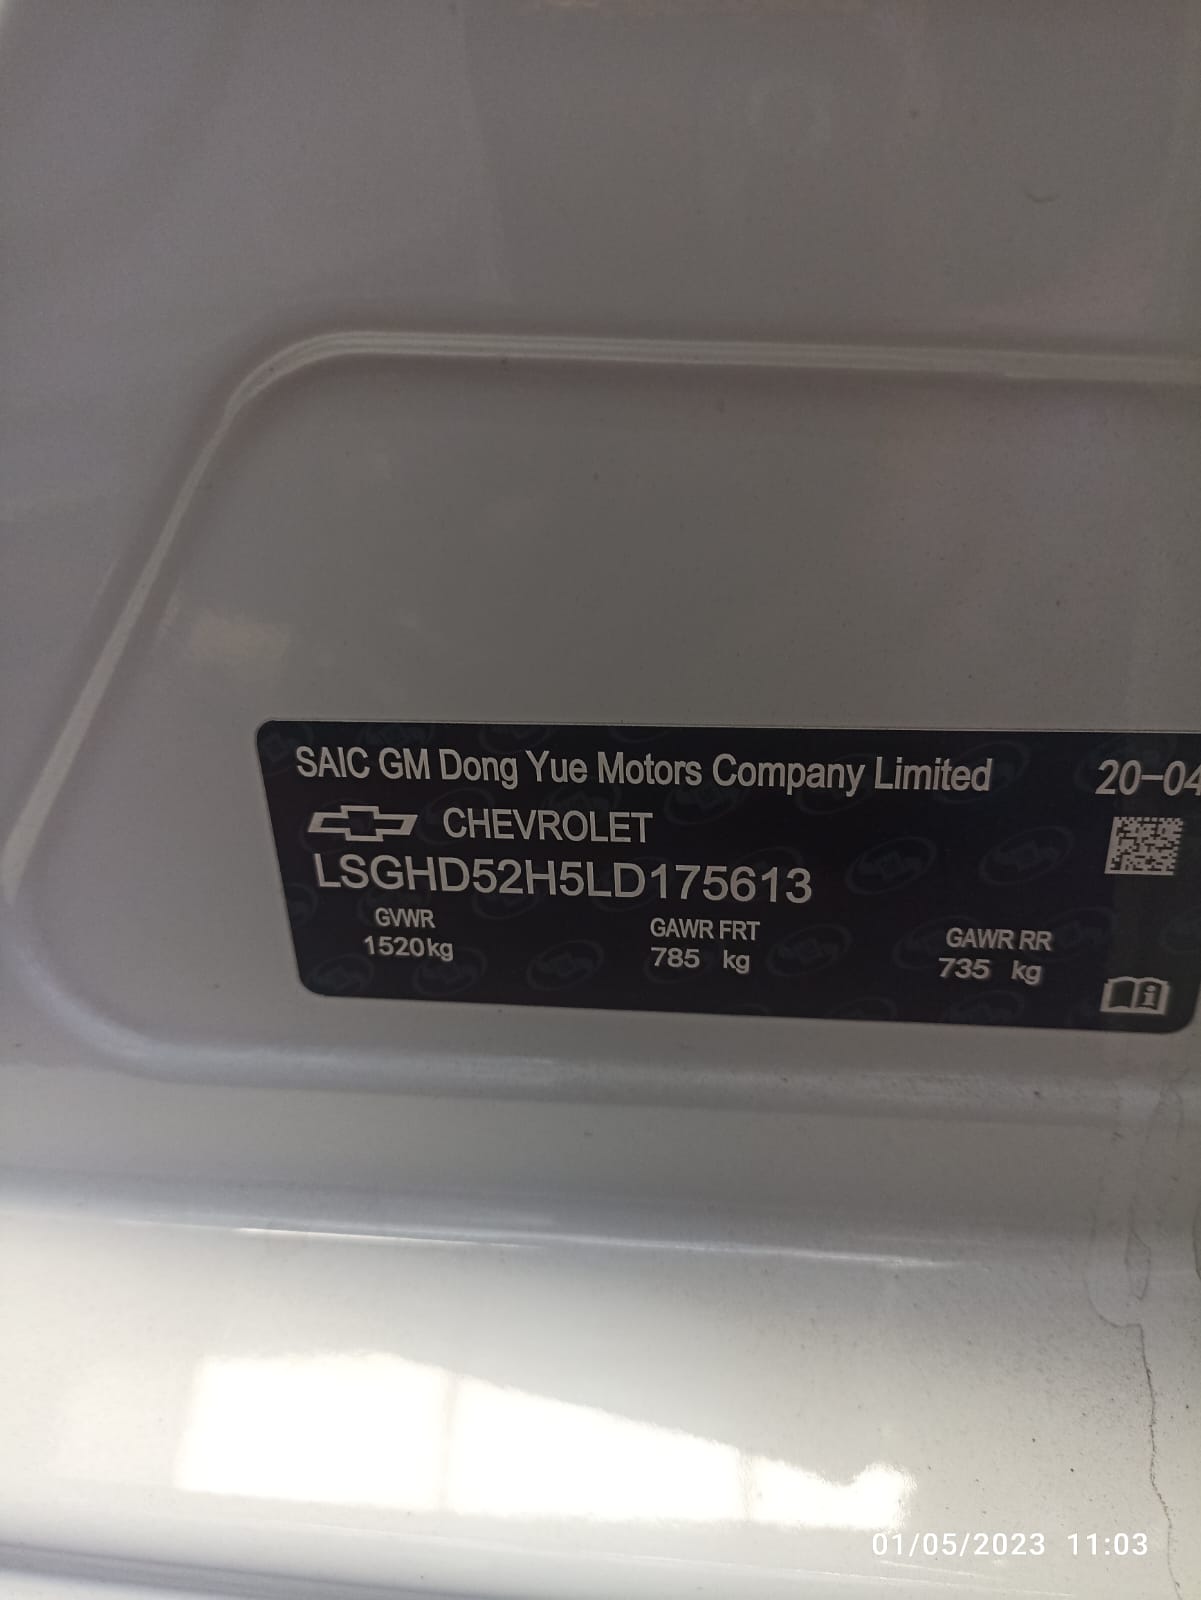 SAIC GM Dong Yue Motors Company Limited 20-04
CHEVROLET
LSGHD52H5LD175613
GVWR GAWR FRT GAWR RR
1520kg 785 kg 735 kg
01/05/2023 11:03